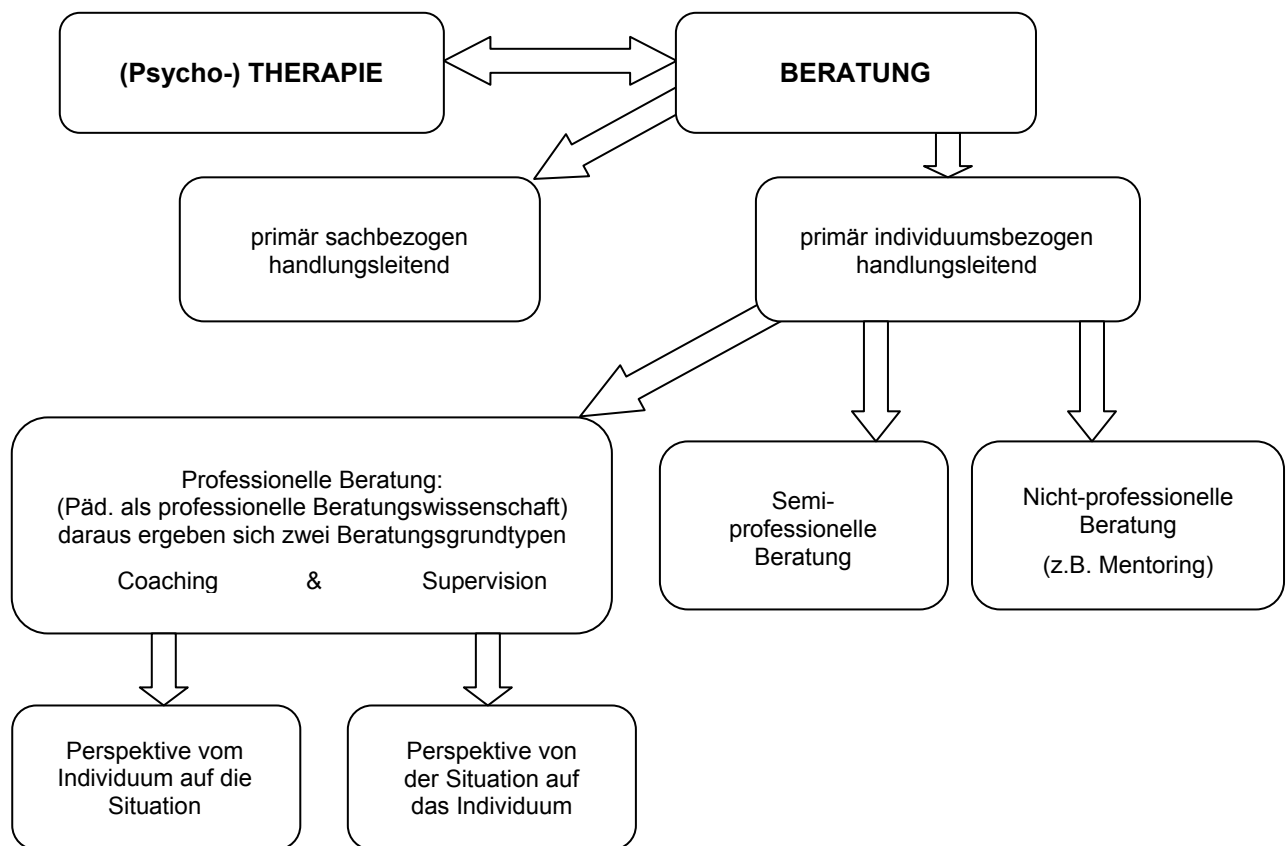 (Psycho-) THERAPIE
BERATUNG
primär sachbezogen
handlungsleitend
primär individuumsbezogen
handlungsleitend
Professionelle Beratung:
(Päd. als professionelle Beratungswissenschaft)
daraus ergeben sich zwei Beratungsgrundtypen
Coaching & Supervision
Semi-
professionelle
Beratung
Nicht-professionelle
Beratung
(z.B. Mentoring)
Perspektive vom
Individuum auf die
Situation
Perspektive von
der Situation auf
das Individuum